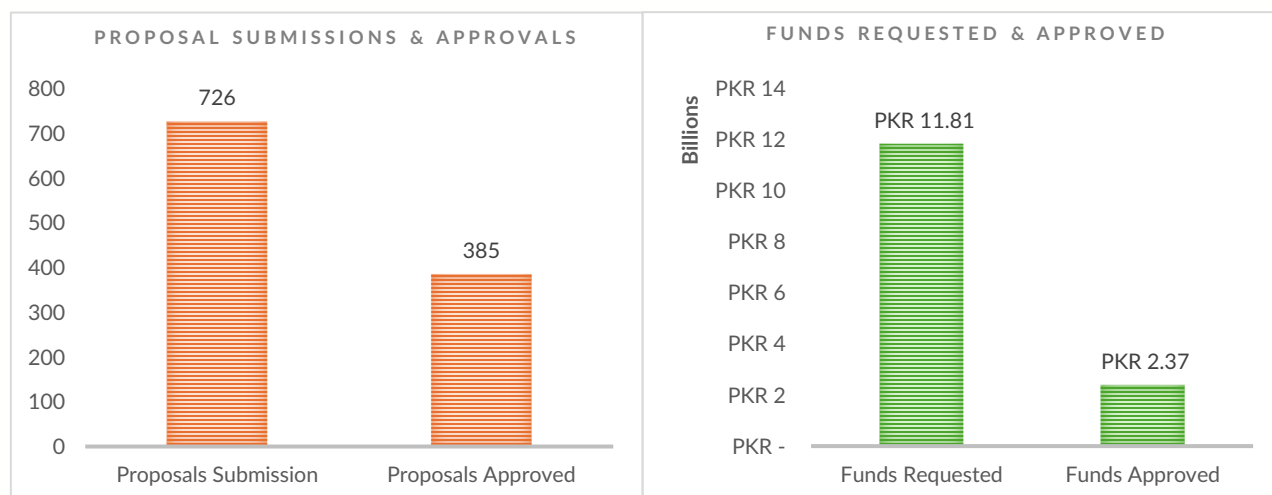 PROPOSAL SUBMISSIONS & APPROVALS
800
700
600
500
400
300
200
100
0
726
385
Proposals Submission
Proposals Approved
FUNDS REQUESTED & APPROVED
Billions
PKR 14
PKR 12
PKR 10
PKR 8
PKR 6
PKR 4
PKR 2
PKR -
PKR 11.81
PKR 2.37
Funds Requested
Funds Approved